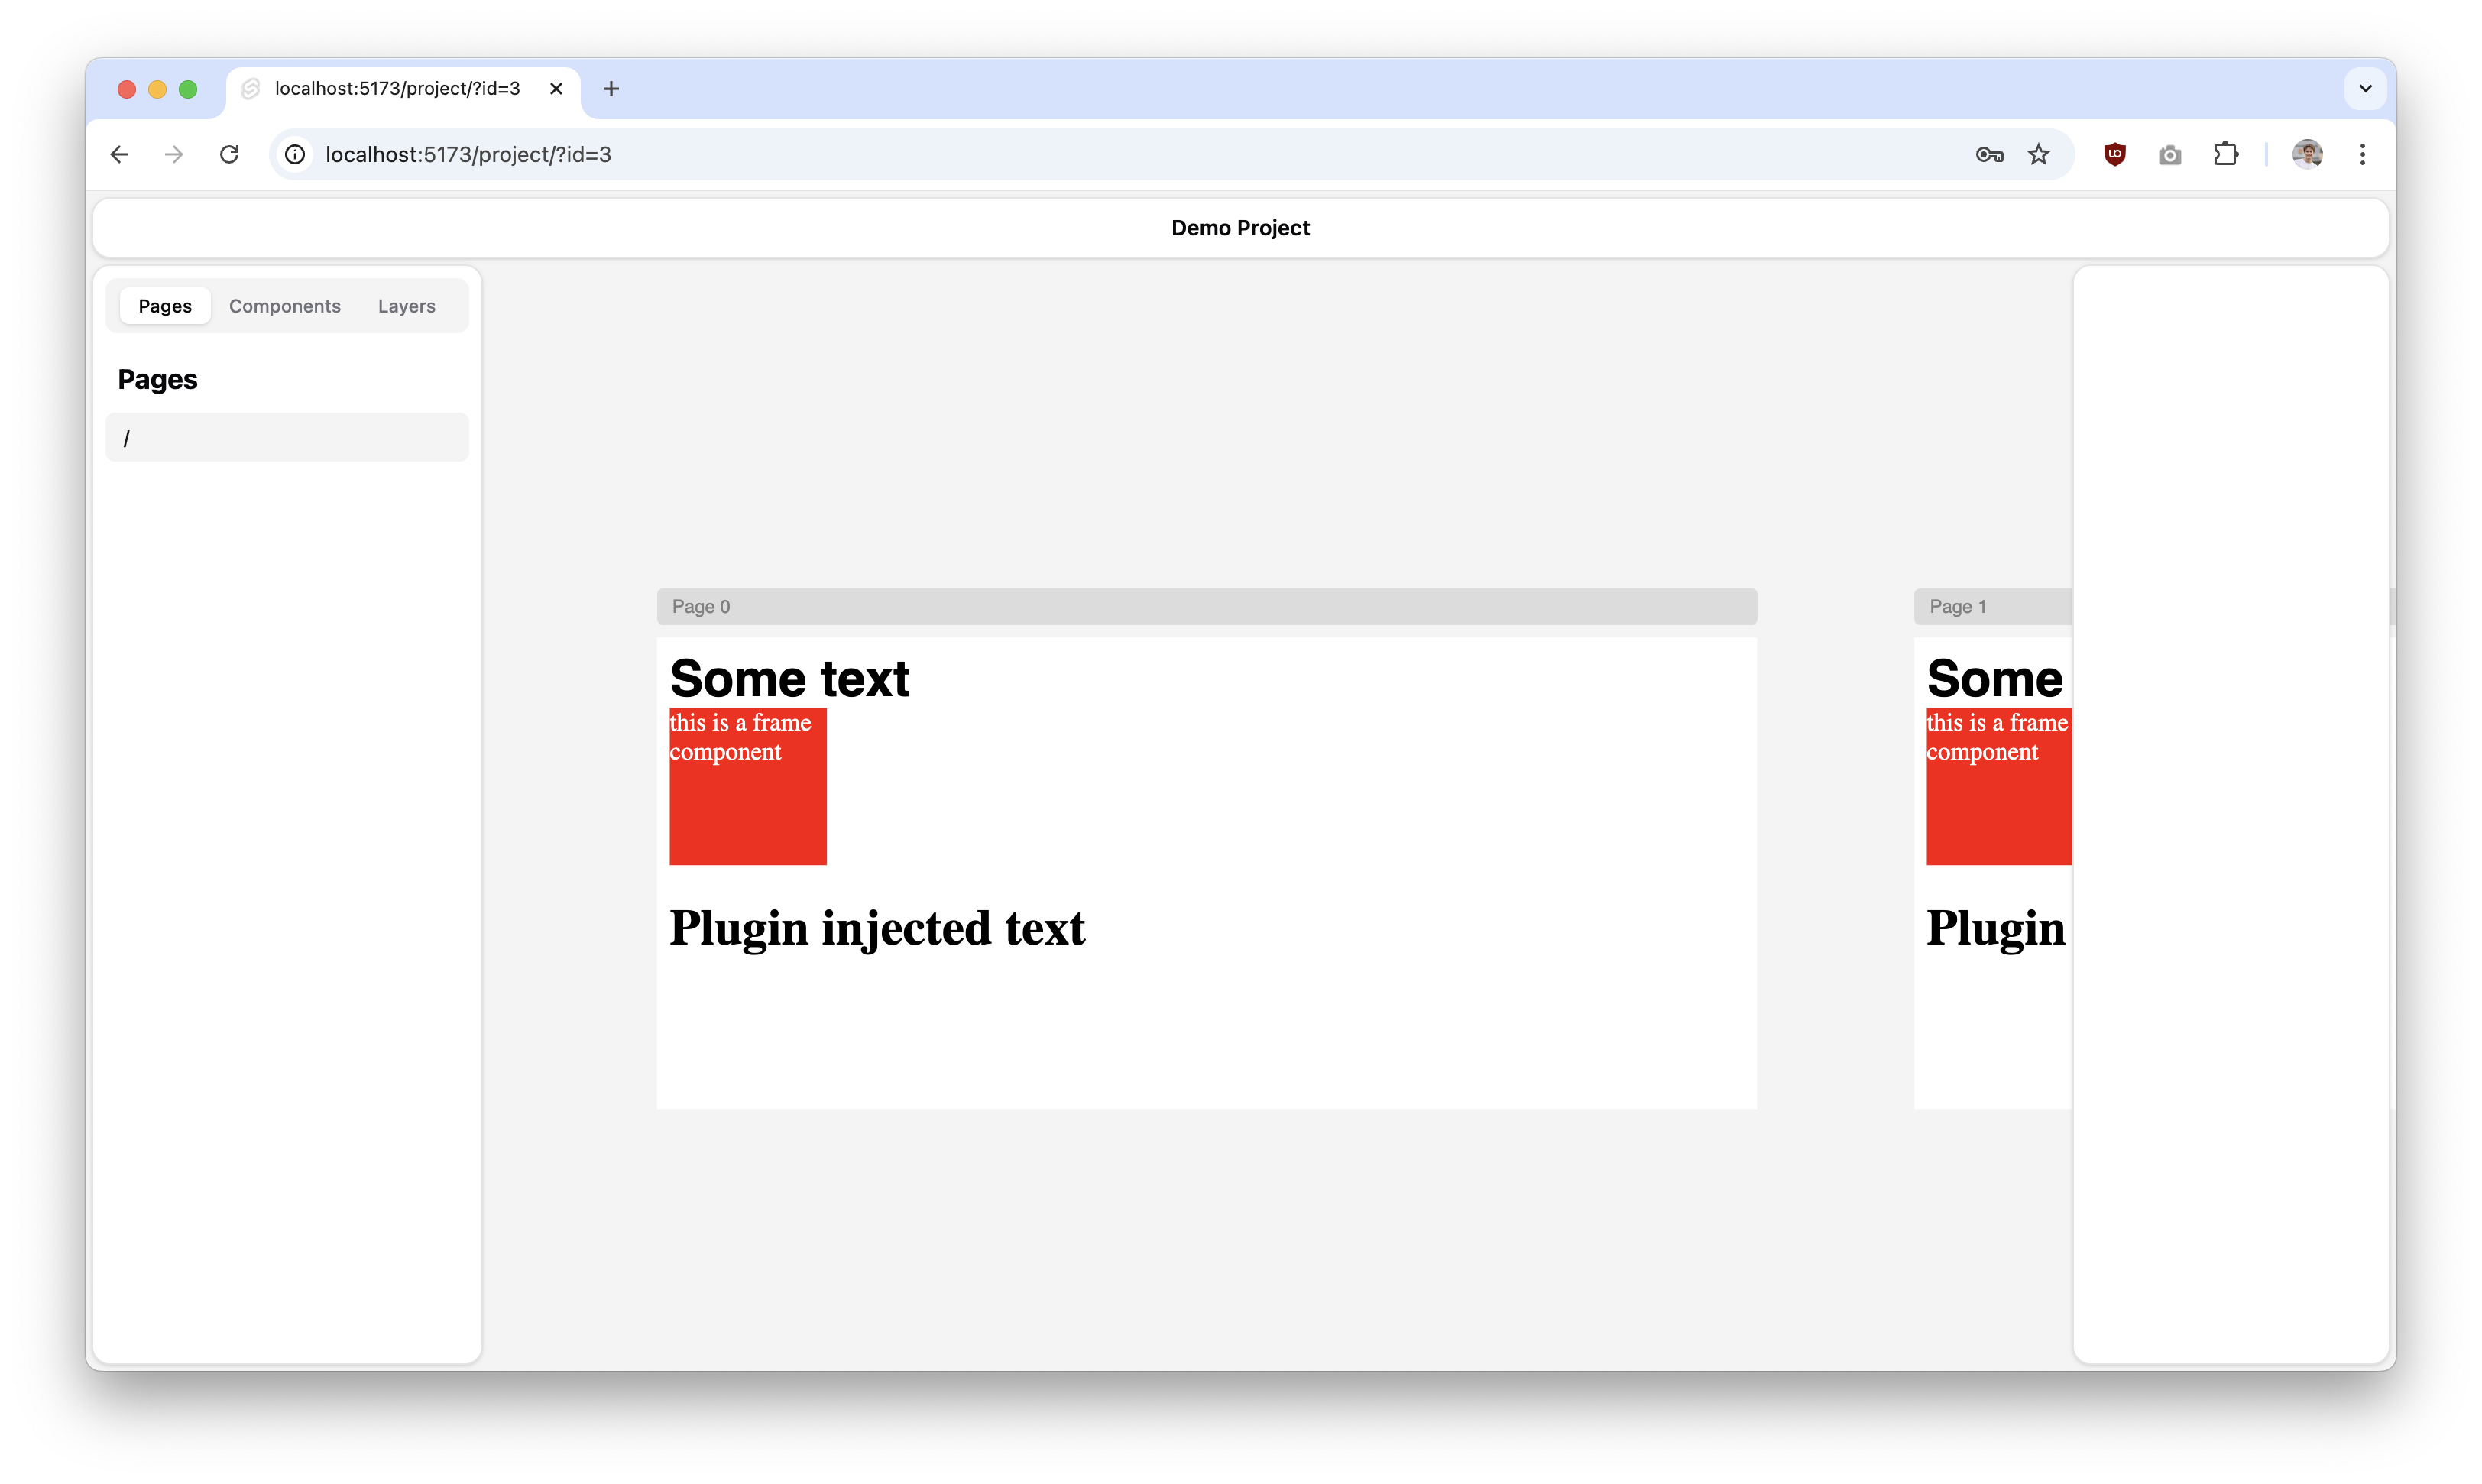 localhost:5173/project/?id=3
localhost:5173/project/?id=3
Demo Project
Pages Components Layers
Pages
/
Page 0
Some text
this is a frame
component
Plugin injected text
Page 1
Some
this is a frame
component
Plugin